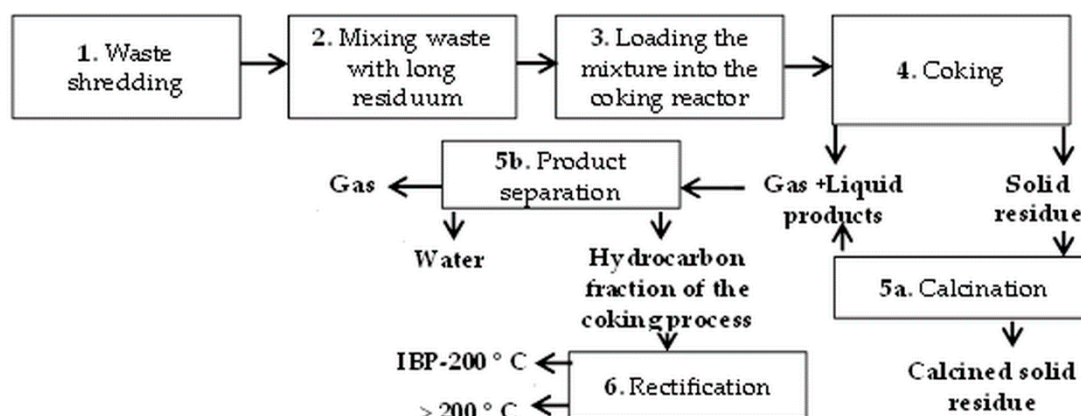 1. Waste
shredding
2. Mixing waste
with long
residuum
3. Loading the
mixture into the
coking reactor
4. Coking
Gas
5b. Product
separation
Gas +Liquid
products
Solid
residue
Water
Hydrocarbon
fraction of the
coking process
5a. Calcination
IBP-200 ° C
> 200 ° C
6. Rectification
Calcined solid
residue